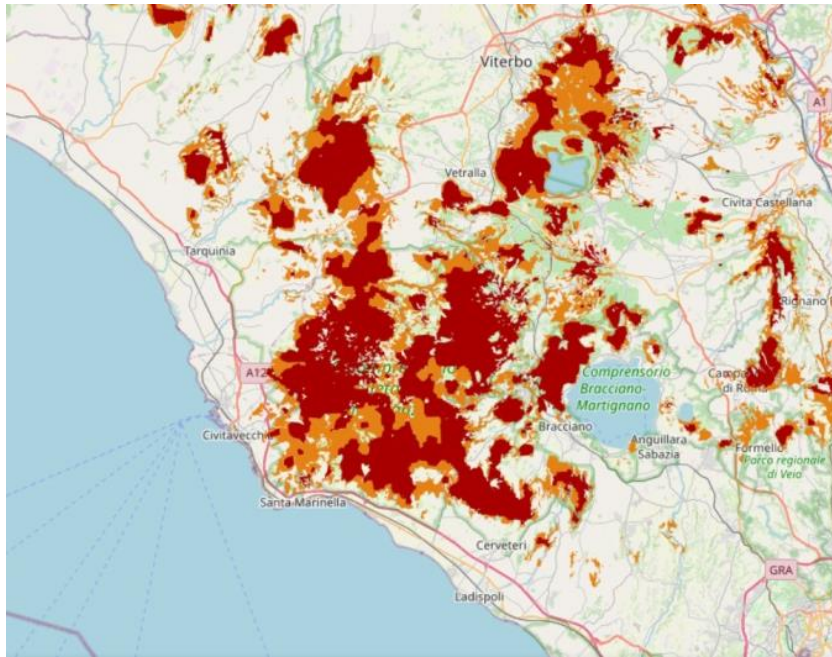 Viterbo
A1
Vetralla
Civita Castellana
Tarquinia
Rignano
A12
Comprensorio
Bracciano-
Martignano
di Roma
Civitavecchia
Bracciano
Anguillara
Sabazia
Formello
Parco regionale
di Veio
Santa Marinella
Cerveteri
GRA
Ladispoli